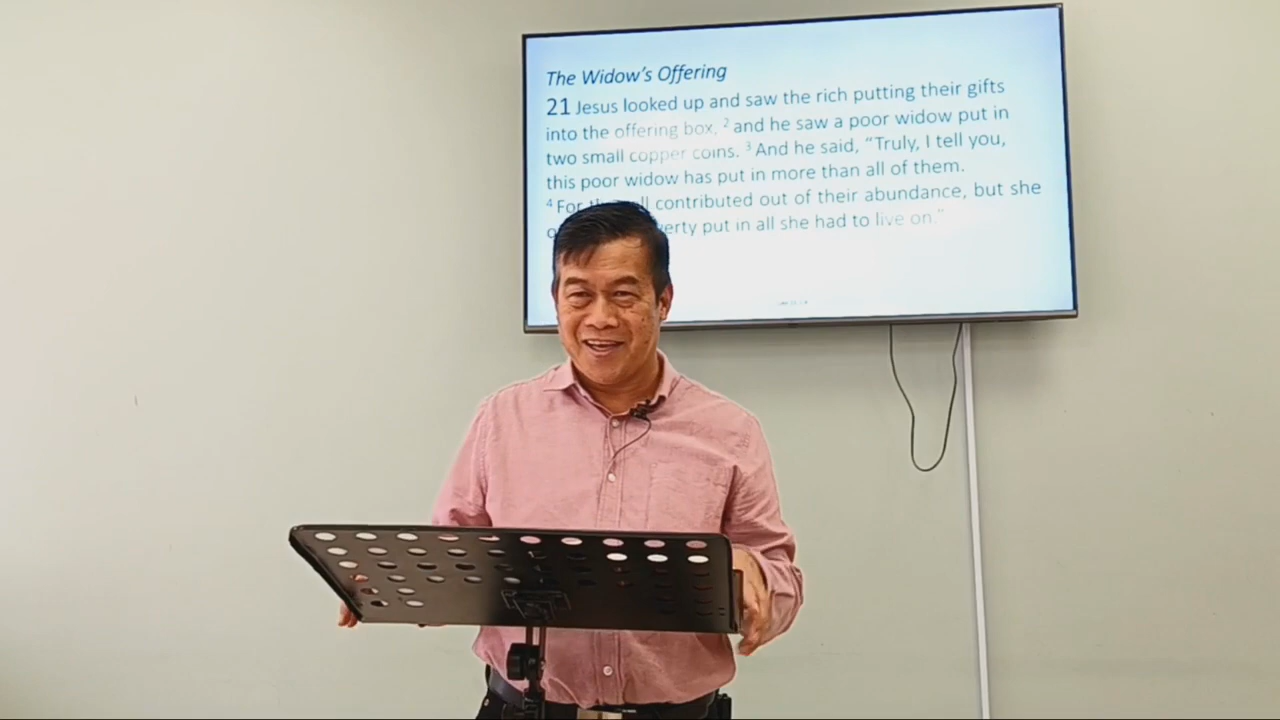 The Widow's Offering
21 Jesus looked up and saw the rich putting their gifts
into the offering box, 2 and he saw a poor widow put in
two small copper coins. 3 And he said, “Truly, I tell you,
this poor widow has put in more than all of them.
4 For contributed out of their abundance, but she
put in all she had to live on.”